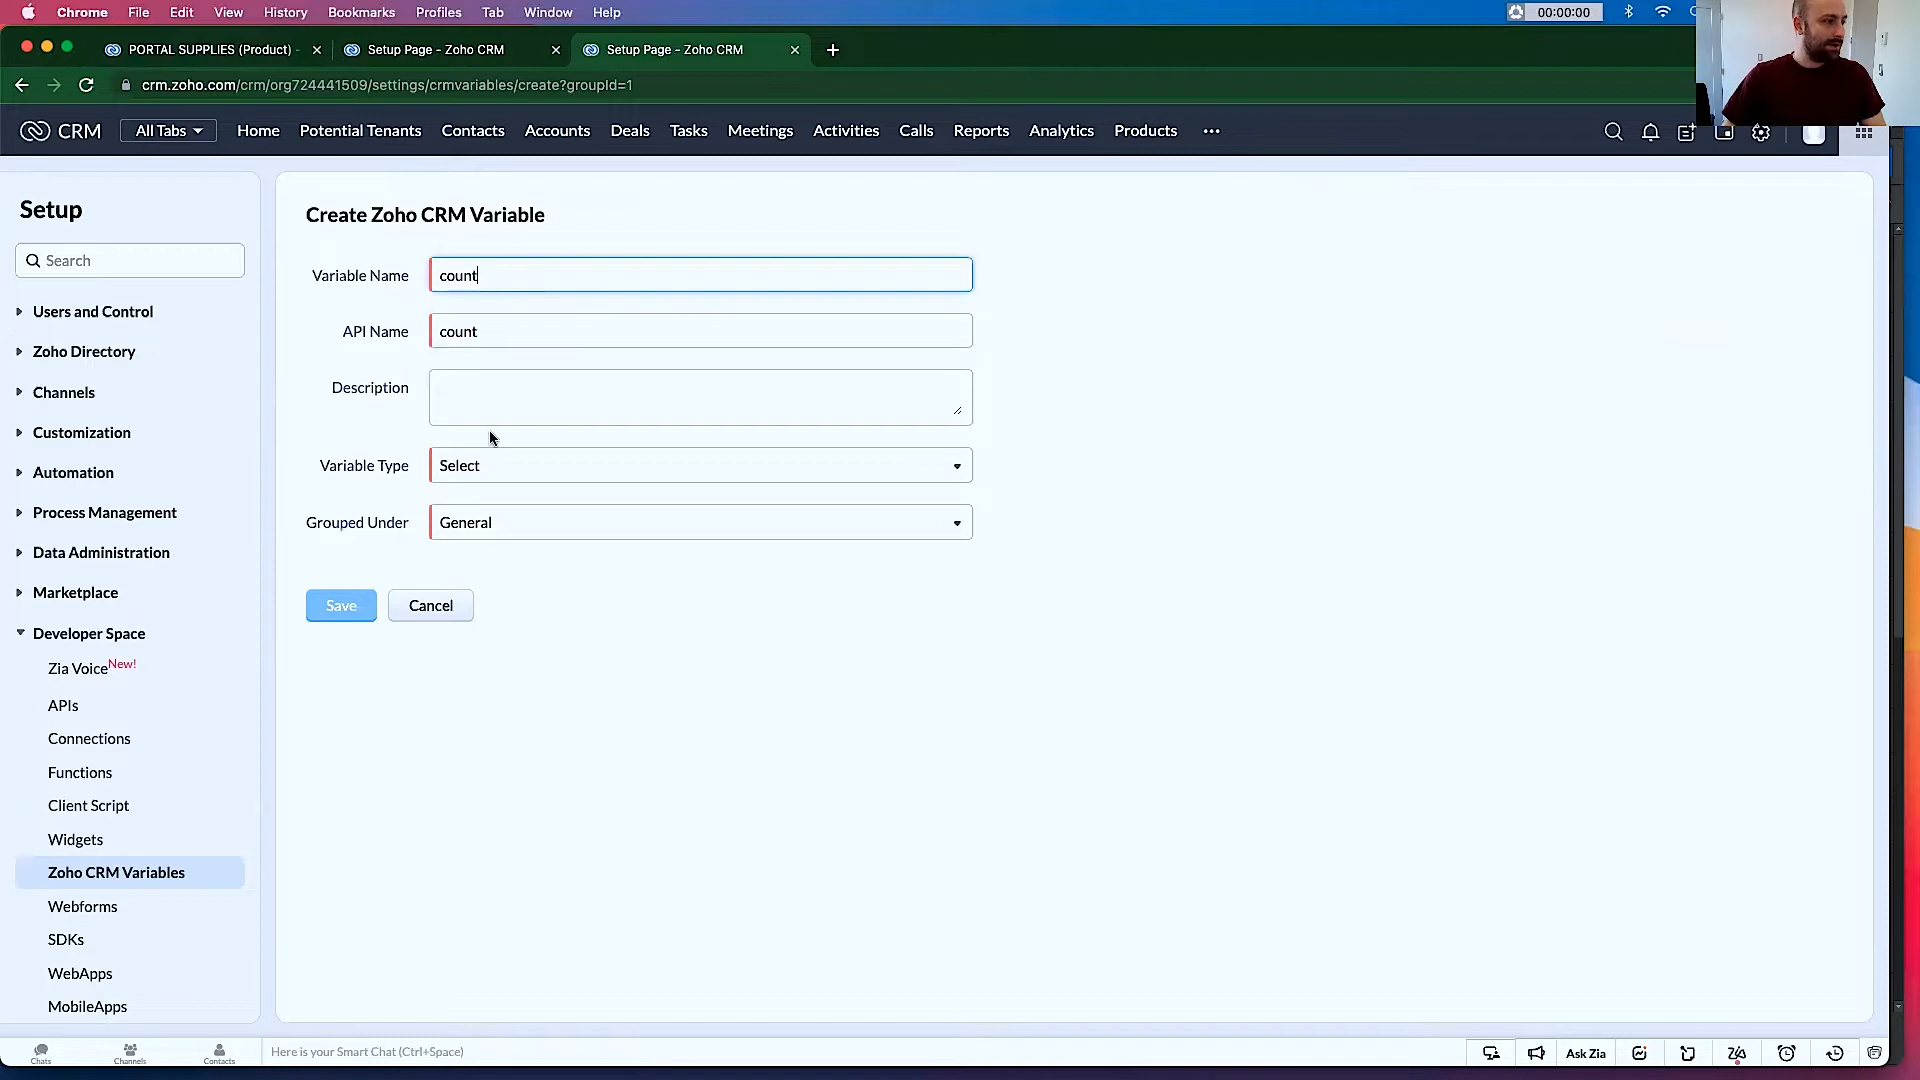 Chrome File Edit View History Bookmarks Profiles Tab Window Help 00:00:00
PORTAL SUPPLIES (Product) - Setup Page - Zoho CRM Setup Page - Zoho CRM
crm.zoho.com/crm/org724441509/settings/crmvariables/create?groupId=1
CRM All Tabs Home Potential Tenants Contacts Accounts Deals Tasks Meetings Activities Calls Reports Analytics Products
Setup
Search
Users and Control
Zoho Directory
Channels
Customization
Automation
Process Management
Data Administration
Marketplace
Developer Space
Zia Voice New!
APIs
Connections
Functions
Client Script
Widgets
Zoho CRM Variables
Webforms
SDKs
WebApps
MobileApps
Create Zoho CRM Variable
Variable Name count
API Name count
Description
Variable Type Select
Grouped Under General
Save Cancel
Chats Channels Contacts Here is your Smart Chat (Ctrl+Space) Ask Zia